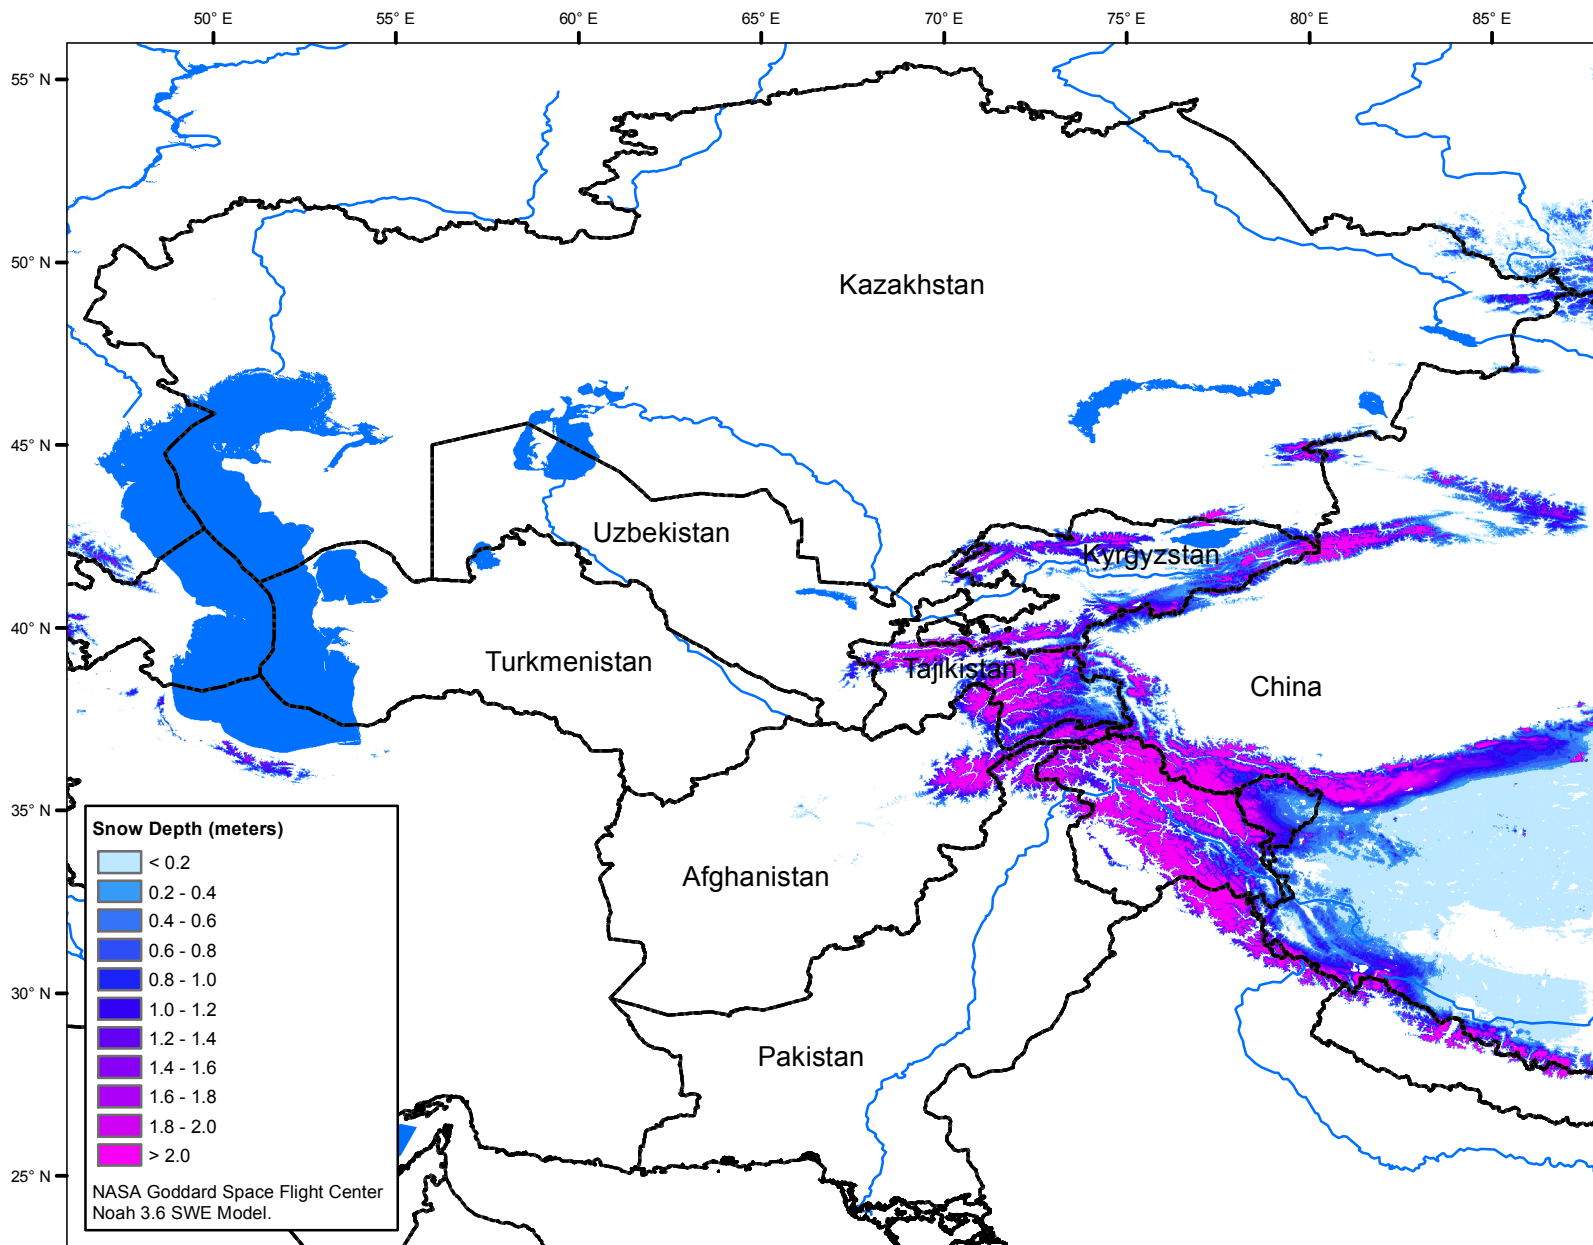 50° E 55° E 60° E 65° E 70° E 75° E 80° E 85° E
55° N
50° N
Kazakhstan
45° N
Uzbekistan
Kyrgyzstan
40° N
Turkmenistan
Tajikistan
China
35° N
Snow Depth (meters)
< 0.2
0.2 - 0.4
0.4 - 0.6
0.6 - 0.8
0.8 - 1.0
1.0 - 1.2
1.2 - 1.4
1.4 - 1.6
1.6 - 1.8
1.8 - 2.0
> 2.0
NASA Goddard Space Flight Center
Noah 3.6 SWE Model.
Afghanistan
30° N
Pakistan
25° N